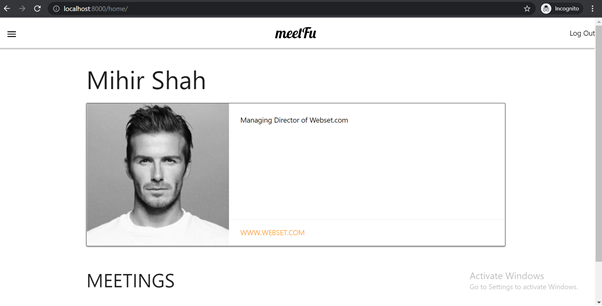 localhost:8000/home/
Incognito
meetFu
Log Out
Mihir Shah
Managing Director of Webset.com
WWW.WEBSET.COM
MEETINGS
Activate Windows
Go to Settings to activate Windows.